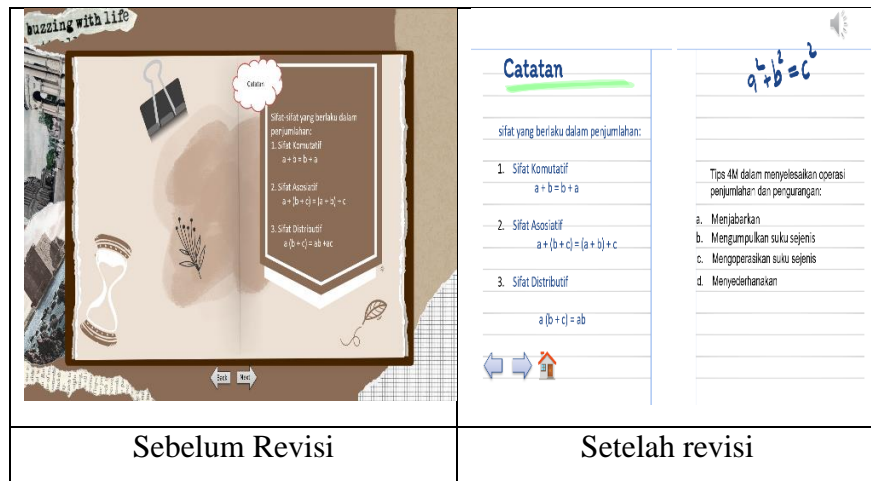 buzzing with life
Catatan
Sifat-sifat yang berlaku dalam
penjumlahan:
1. Sifat Komutatif
a + b = b + a
2. Sifat Asosiatif
a + (b + c) = (a + b) + c
3. Sifat Distributif
a (b + c) = ab +ac
Back Next
Catatan
sifat yang berlaku dalam penjumlahan:
1. Sifat Komutatif
a + b = b + a
2. Sifat Asosiatif
a + (b + c) = (a + b) + c
3. Sifat Distributif
a (b + c) = ab
a² + b² = c²
Tips 4M dalam menyelesaikan operasi
penjumlahan dan pengurangan:
a. Menjabarkan
b. Mengumpulkan suku sejenis
c. Mengoperasikan suku sejenis
d. Menyederhanakan
Sebelum Revisi
Setelah revisi